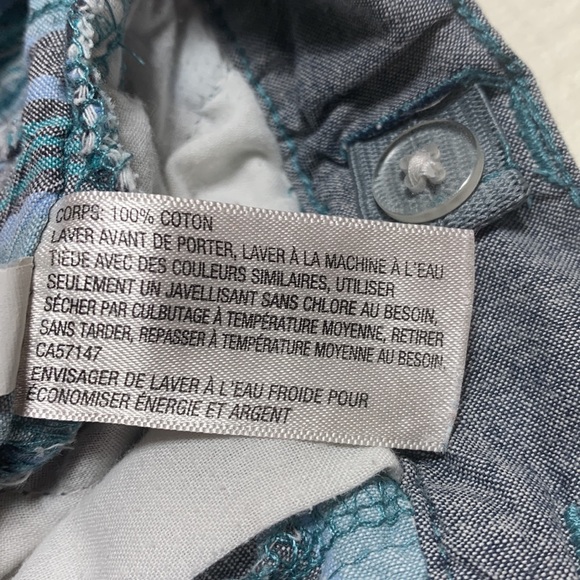 CORPS: 100% COTON
LAVER AVANT DE PORTER, LAVER À LA MACHINE À L'EAU
TIÈDE AVEC DES COULEURS SIMILAIRES, UTILISER
SEULEMENT UN JAVELLISANT SANS CHLORE AU BESOIN,
SÉCHER PAR CULBUTAGE À TEMPÉRATURE MOYENNE, RETIRER
SANS TARDER, REPASSER À TEMPÉRATURE MOYENNE AU BESOIN.
CA57147
ENVISAGER DE LAVER À L'EAU FROIDE POUR
ÉCONOMISER ÉNERGIE ET ARGENT